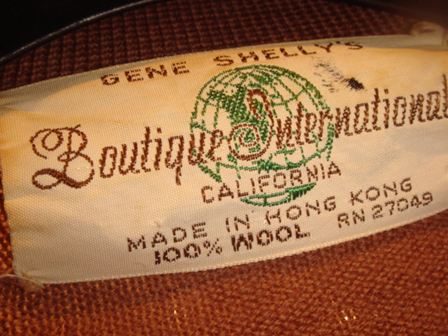 GENE SHELLY'S
Boutique International
CALIFORNIA
MADE IN HONG KONG
100% WOOL RN 27049